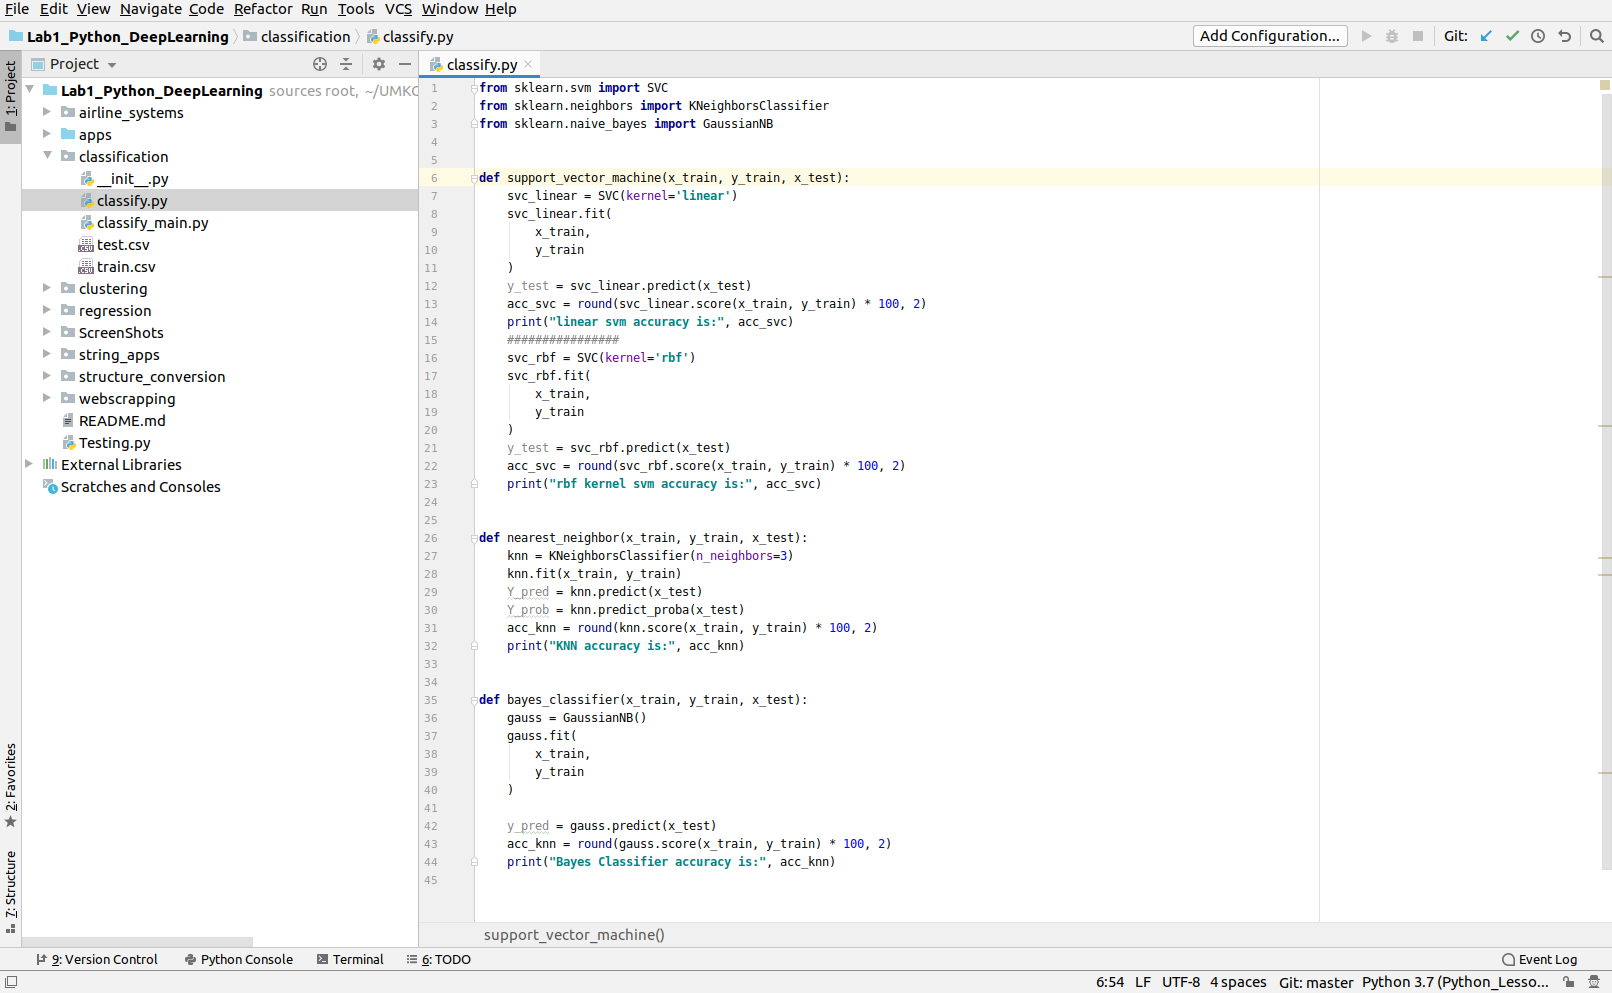 File Edit View Navigate Code Refactor Run Tools VCS Window Help
Lab1_Python_DeepLearning classification classify.py Add Configuration... Git:
1: Project
Project
classify.py
Lab1_Python_DeepLearning sources root, ~/UMKC
airline_systems
apps
classification
__init__.py
classify.py
classify_main.py
test.csv
train.csv
clustering
regression
ScreenShots
string_apps
structure_conversion
webscrapping
README.md
Testing.py
External Libraries
Scratches and Consoles
2: Favorites
7: Structure
1 from sklearn.svm import SVC
2 from sklearn.neighbors import KNeighborsClassifier
3 from sklearn.naive_bayes import GaussianNB
4
5
6 def support_vector_machine(x_train, y_train, x_test):
7     svc_linear = SVC(kernel='linear')
8     svc_linear.fit(
9         x_train,
10         y_train
11     )
12     y_test = svc_linear.predict(x_test)
13     acc_svc = round(svc_linear.score(x_train, y_train) * 100, 2)
14     print("linear svm accuracy is:", acc_svc)
15     ################
16     svc_rbf = SVC(kernel='rbf')
17     svc_rbf.fit(
18         x_train,
19         y_train
20     )
21     y_test = svc_rbf.predict(x_test)
22     acc_svc = round(svc_rbf.score(x_train, y_train) * 100, 2)
23     print("rbf kernel svm accuracy is:", acc_svc)
24
25
26 def nearest_neighbor(x_train, y_train, x_test):
27     knn = KNeighborsClassifier(n_neighbors=3)
28     knn.fit(x_train, y_train)
29     Y_pred = knn.predict(x_test)
30     Y_prob = knn.predict_proba(x_test)
31     acc_knn = round(knn.score(x_train, y_train) * 100, 2)
32     print("KNN accuracy is:", acc_knn)
33
34
35 def bayes_classifier(x_train, y_train, x_test):
36     gauss = GaussianNB()
37     gauss.fit(
38         x_train,
39         y_train
40     )
41
42     y_pred = gauss.predict(x_test)
43     acc_knn = round(gauss.score(x_train, y_train) * 100, 2)
44     print("Bayes Classifier accuracy is:", acc_knn)
45
support_vector_machine()
9: Version Control Python Console Terminal 6: TODO Event Log
6:54 LF UTF-8 4 spaces Git: master Python 3.7 (Python_Lesso...